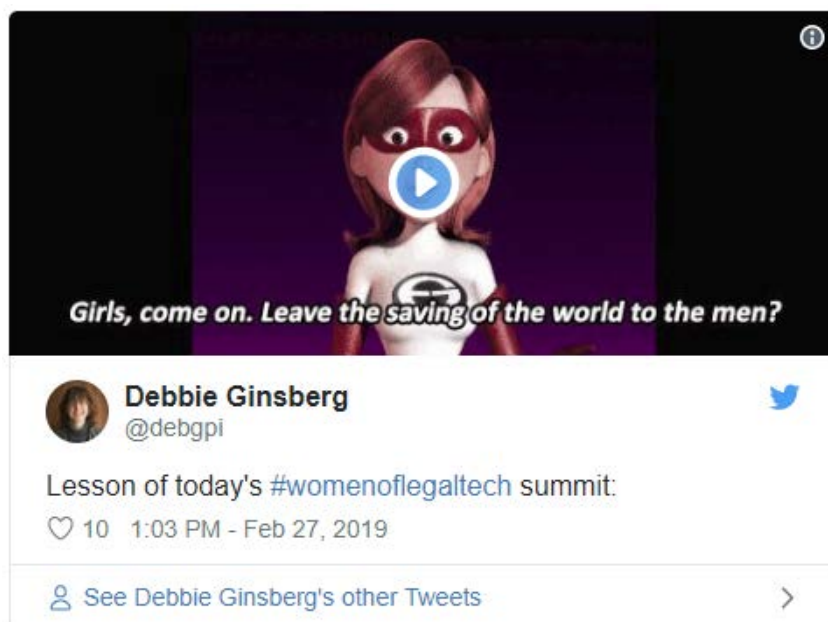 Girls, come on. Leave the saving of the world to the men?
Debbie Ginsberg
@debgpi
Lesson of today's #womenoflegaltech summit:
10 1:03 PM - Feb 27, 2019
See Debbie Ginsberg's other Tweets